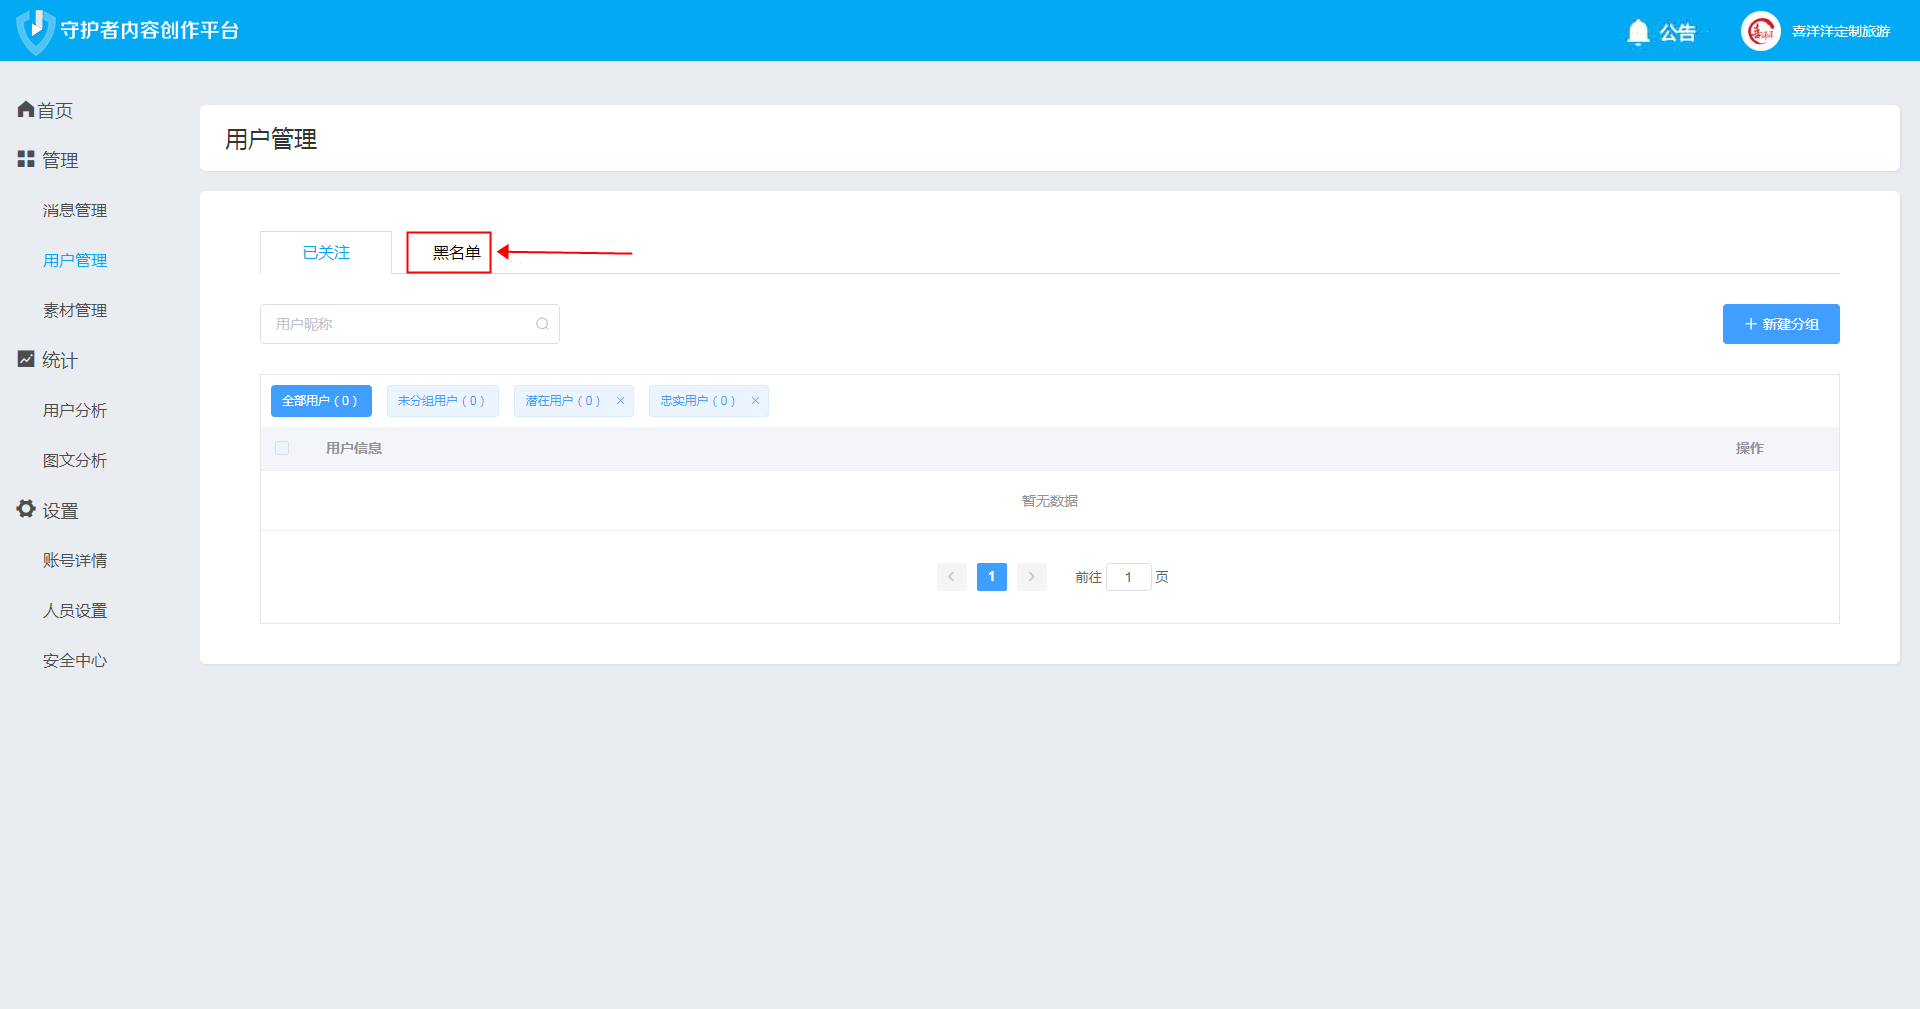 守护者内容创作平台
公告
喜洋洋定制旅游
首页
管理
消息管理
用户管理
素材管理
统计
用户分析
图文分析
设置
账号详情
人员设置
安全中心
用户管理
已关注
黑名单
用户昵称
新建分组
全部用户（0）
未分组用户（0）
潜在用户（0）
忠实用户（0）
用户信息
操作
暂无数据
1
前往 1 页